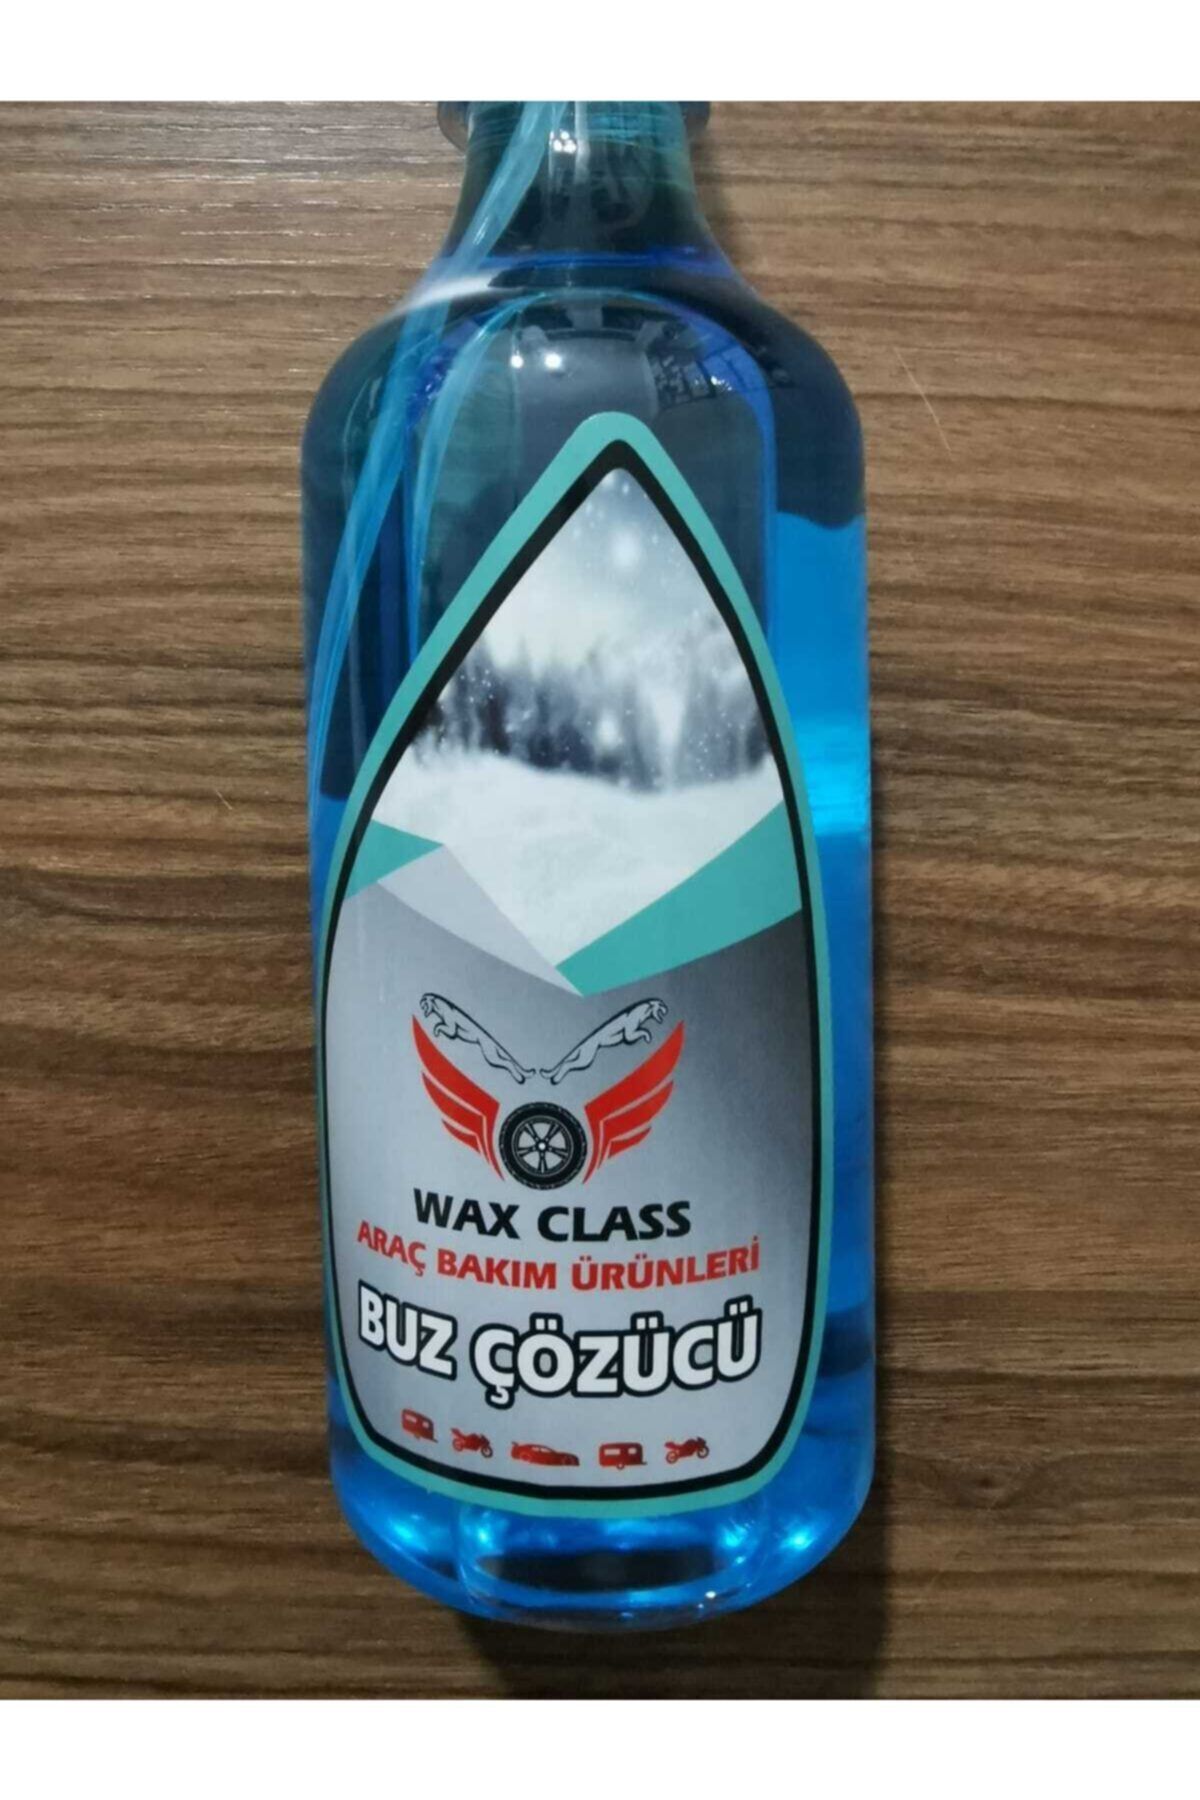 WAX CLASS
ARAÇ BAKIM ÜRÜNLERİ
BUZ ÇÖZÜCÜ